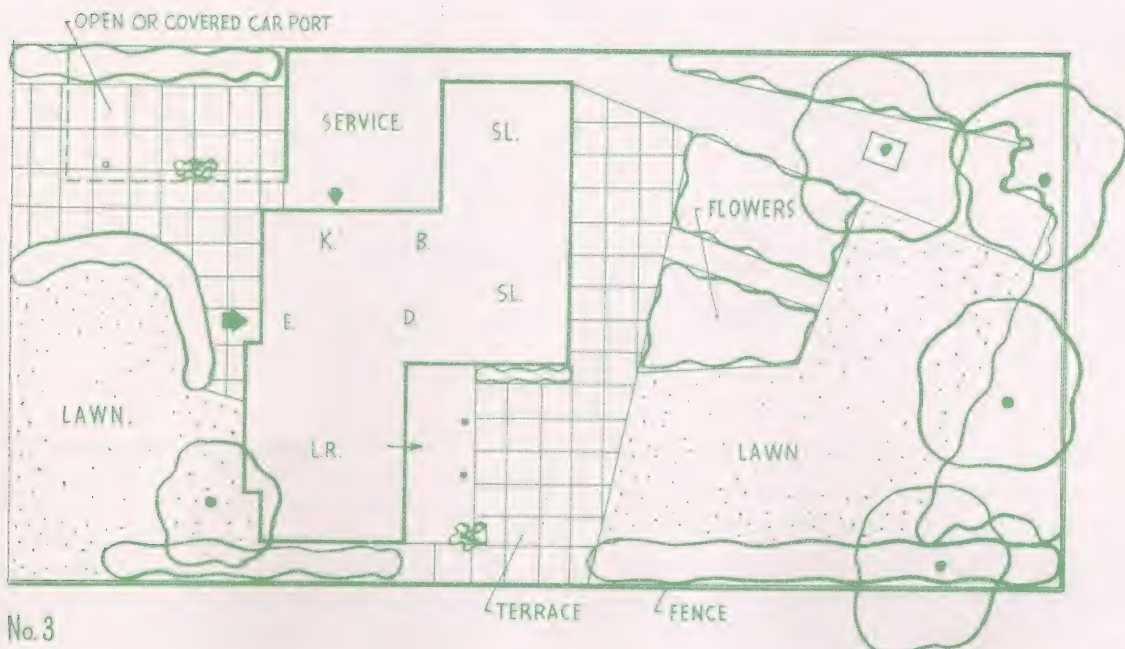 OPEN OR COVERED CAR PORT
SERVICE
SL.
K.
B.
FLOWERS
SL.
E.
D.
LAWN.
L.R.
LAWN
TERRACE
FENCE
No. 3